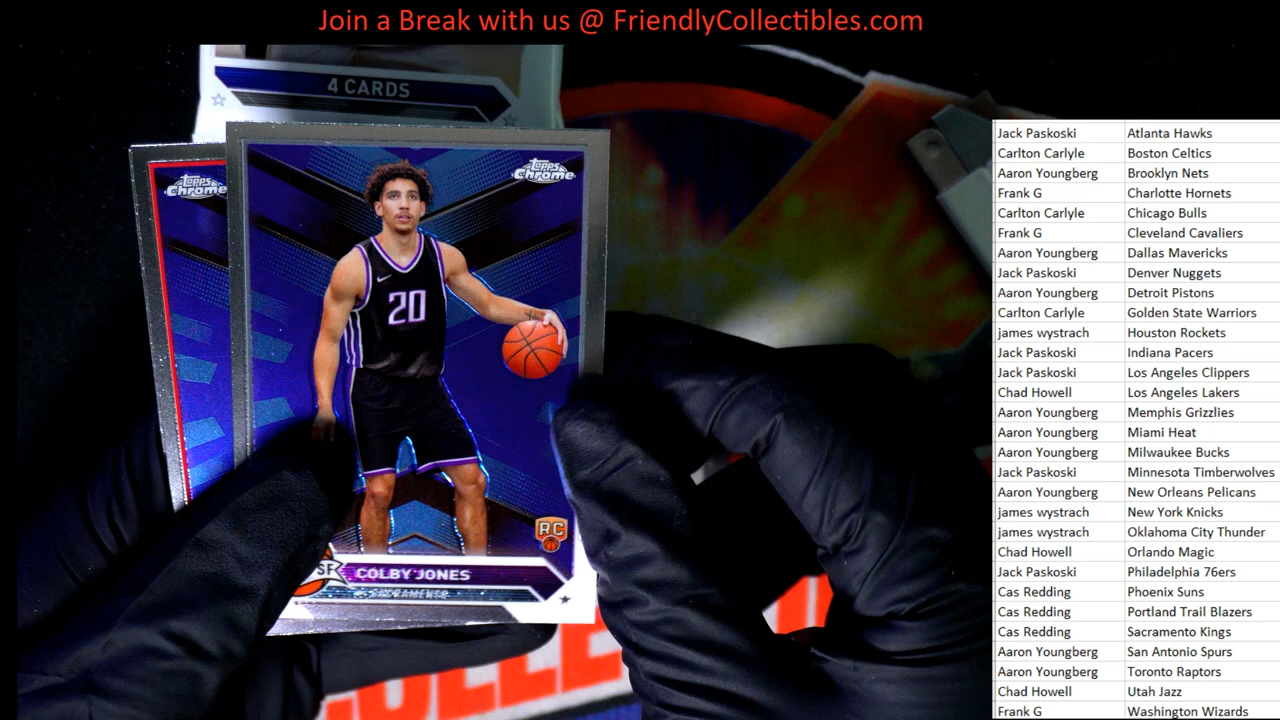 Join a Break with us @ FriendlyCollectibles.com
4 CARDS
Topps
Chrome
Topps
Chrome
20
RC
SF
COLBY JONES
SACRAMENTO
Jack Paskoski Atlanta Hawks
Carlton Carlyle Boston Celtics
Aaron Youngberg Brooklyn Nets
Frank G Charlotte Hornets
Carlton Carlyle Chicago Bulls
Frank G Cleveland Cavaliers
Aaron Youngberg Dallas Mavericks
Jack Paskoski Denver Nuggets
Aaron Youngberg Detroit Pistons
Carlton Carlyle Golden State Warriors
james wystrach Houston Rockets
Jack Paskoski Indiana Pacers
Jack Paskoski Los Angeles Clippers
Chad Howell Los Angeles Lakers
Aaron Youngberg Memphis Grizzlies
Aaron Youngberg Miami Heat
Aaron Youngberg Milwaukee Bucks
Jack Paskoski Minnesota Timberwolves
Aaron Youngberg New Orleans Pelicans
james wystrach New York Knicks
james wystrach Oklahoma City Thunder
Chad Howell Orlando Magic
Jack Paskoski Philadelphia 76ers
Cas Redding Phoenix Suns
Cas Redding Portland Trail Blazers
Cas Redding Sacramento Kings
Aaron Youngberg San Antonio Spurs
Aaron Youngberg Toronto Raptors
Chad Howell Utah Jazz
Frank G Washington Wizards